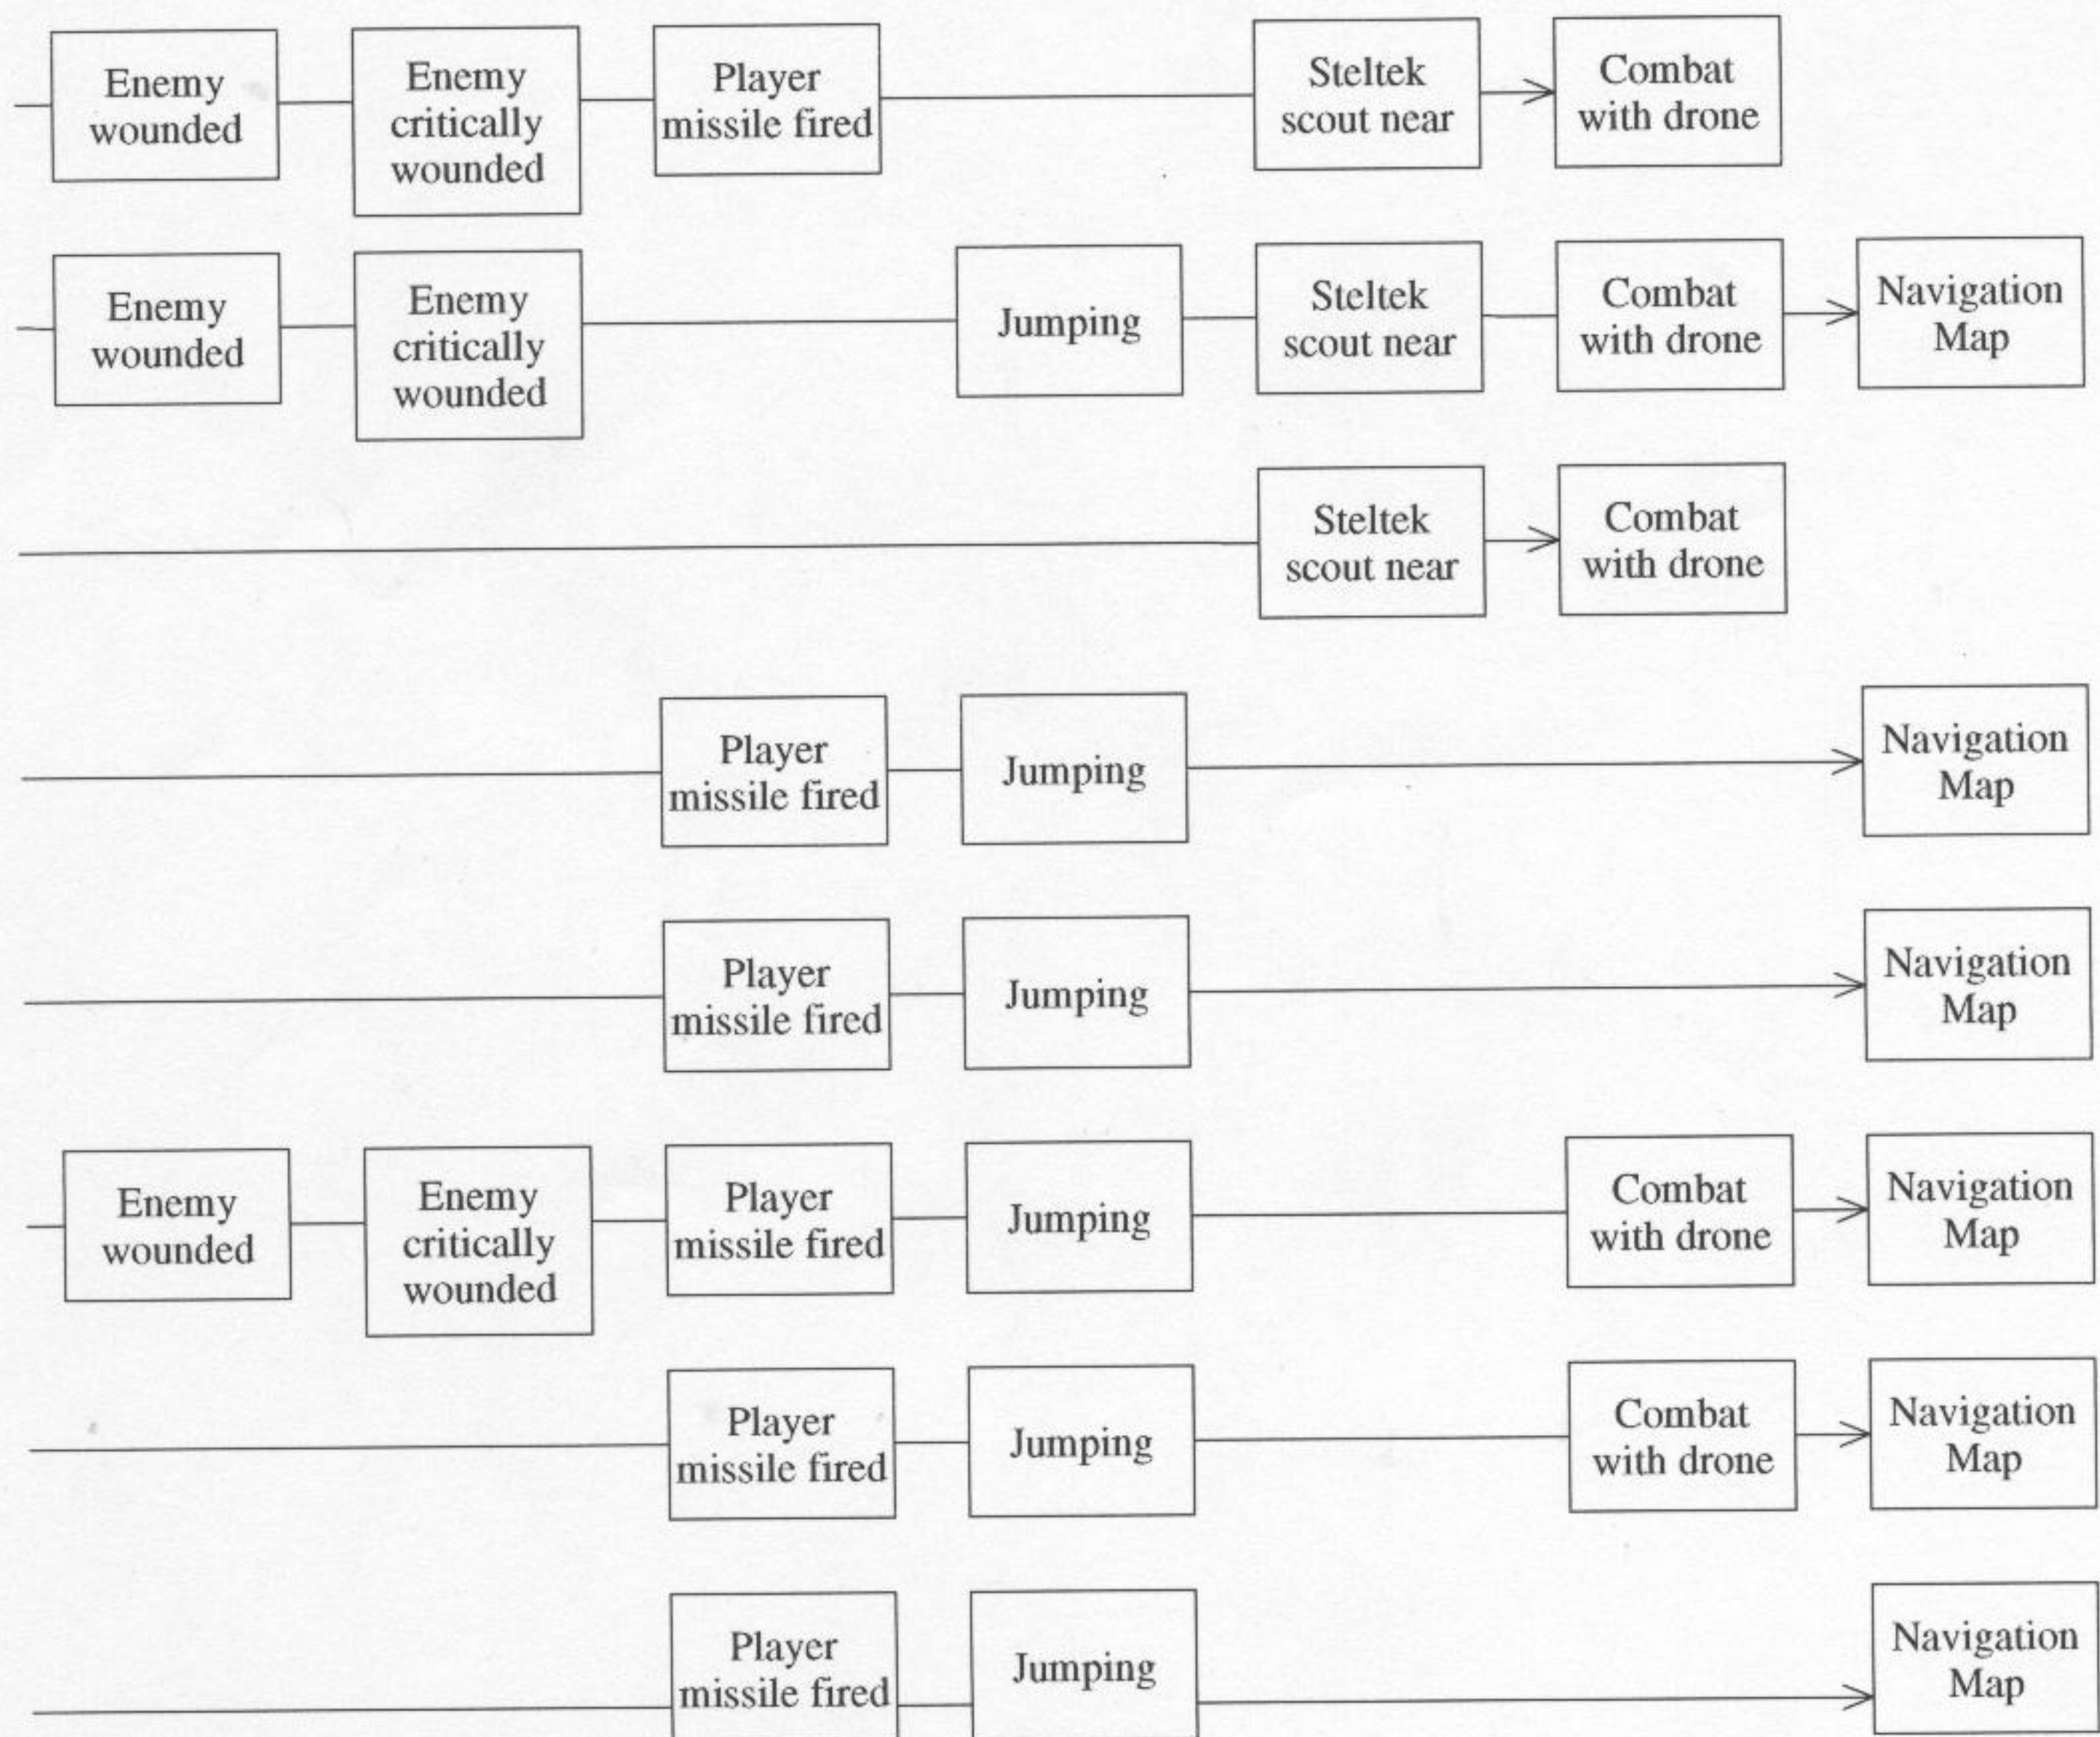 Enemy
wounded
Enemy
critically
wounded
Player
missile fired
Steltek
scout near
Combat
with drone
Enemy
wounded
Enemy
critically
wounded
Jumping
Steltek
scout near
Combat
with drone
Navigation
Map
Steltek
scout near
Combat
with drone
Player
missile fired
Jumping
Navigation
Map
Player
missile fired
Jumping
Navigation
Map
Enemy
wounded
Enemy
critically
wounded
Player
missile fired
Jumping
Combat
with drone
Navigation
Map
Player
missile fired
Jumping
Combat
with drone
Navigation
Map
Player
missile fired
Jumping
Navigation
Map